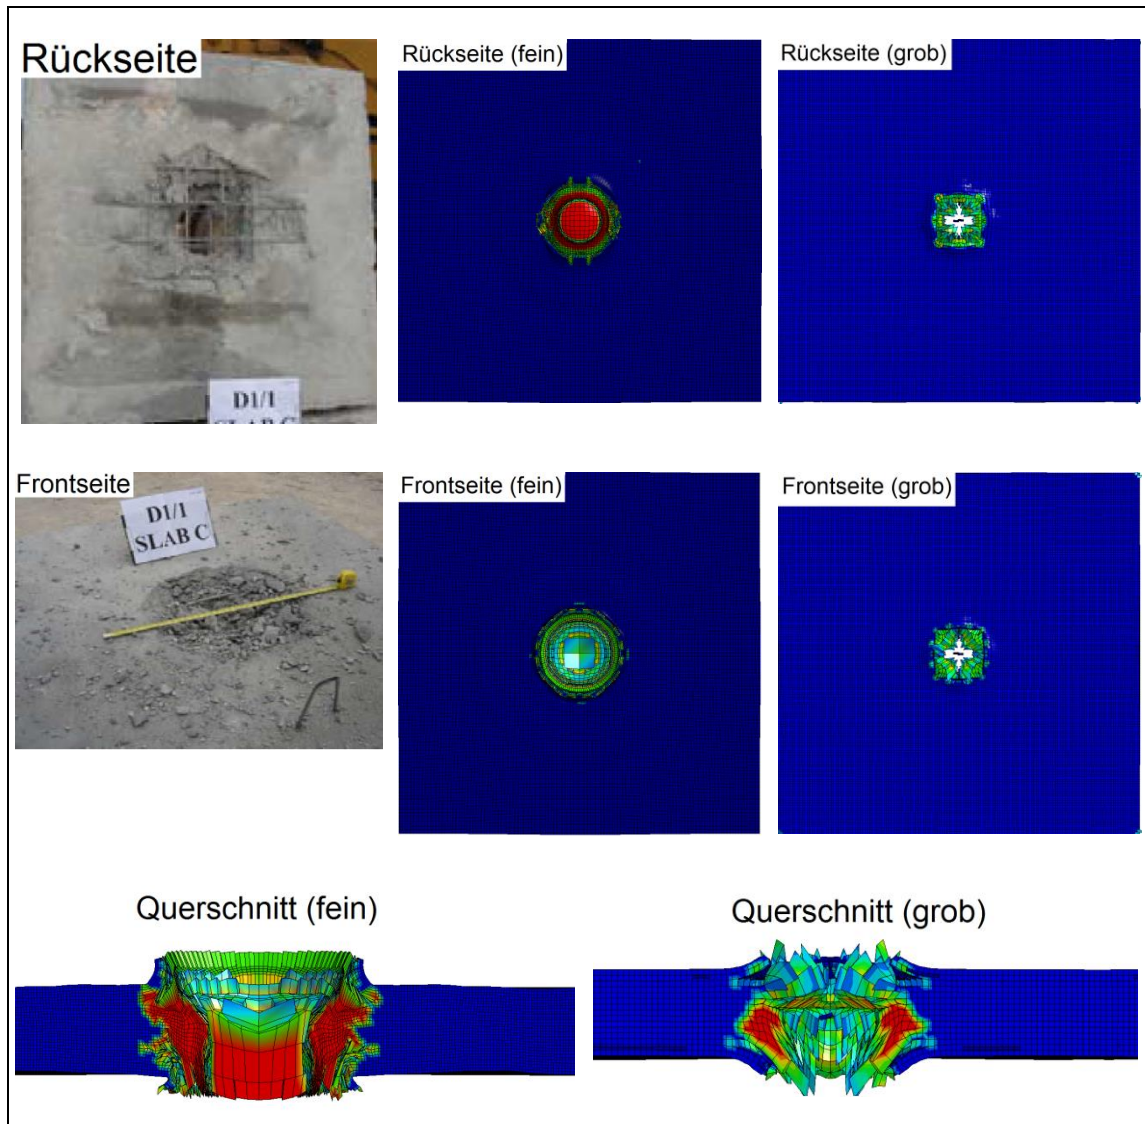 Rückseite
Rückseite (fein)
Rückseite (grob)
D1/1
SLAB C
Frontseite
Frontseite (fein)
Frontseite (grob)
D1/1
SLAB C
Querschnitt (fein)
Querschnitt (grob)